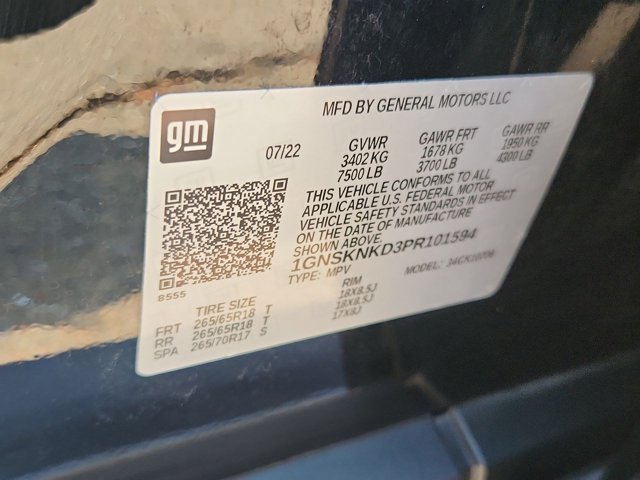 gm
MFD BY GENERAL MOTORS LLC
07/22
GVWR GAWR FRT GAWR RR
3402 KG 1678 KG 1950 KG
7500 LB 3700 LB 4300 LB
THIS VEHICLE CONFORMS TO ALL
APPLICABLE U.S. FEDERAL MOTOR
VEHICLE SAFETY STANDARDS IN EFFECT
ON THE DATE OF MANUFACTURE
SHOWN ABOVE.
1GNSKNKD3PR101594
TYPE: MPV MODEL:
8555
TIRE SIZE RIM
FRT 265/65R18 T 18X8.5J
RR 265/65R18 T 18X8.5J
SPA 265/70R17 S 17X8J